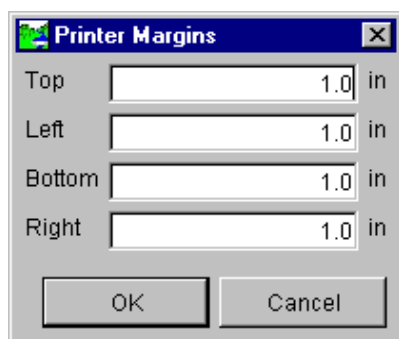 Printer Margins
Top 1.0 in
Left 1.0 in
Bottom 1.0 in
Right 1.0 in
OK Cancel